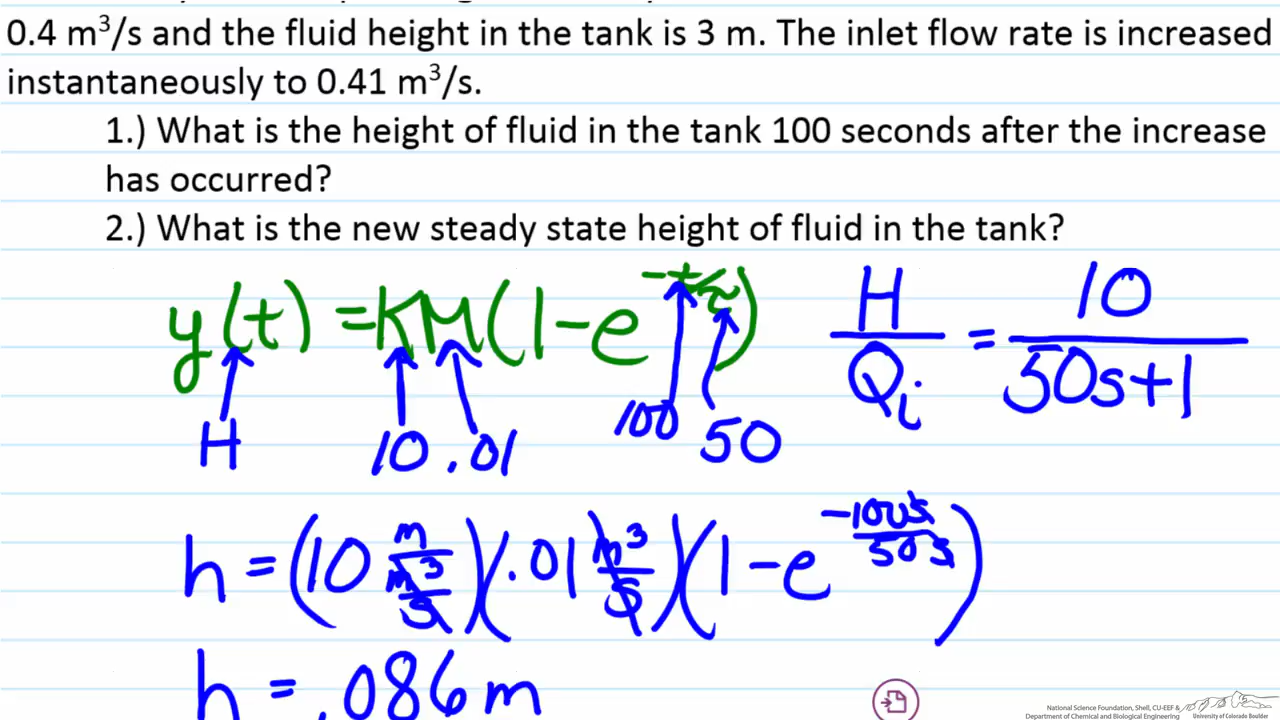 0.4 m³/s and the fluid height in the tank is 3 m. The inlet flow rate is increased
instantaneously to 0.41 m³/s.
1.) What is the height of fluid in the tank 100 seconds after the increase
has occurred?
2.) What is the new steady state height of fluid in the tank?
y(t) = KM(1-e^(-t/τ))
H 10 .01 100 50
H/Qi = 10/(50s+1)
h = (10 m/(m³/s))(.01 m³/s)(1-e^(-100s/50s))
h = .086 m
National Science Foundation, Shell, CU-EEF &
Department of Chemical and Biological Engineering
University of Colorado Boulder